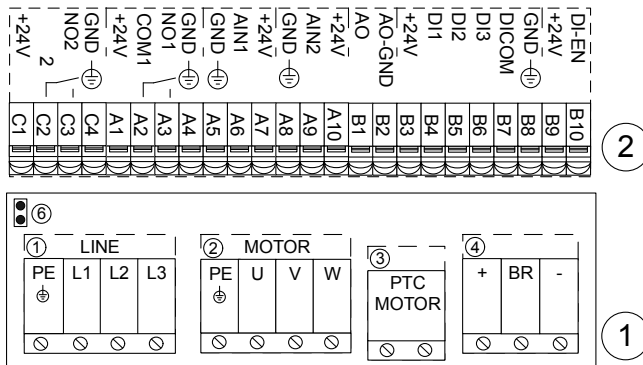 +24V 2 NO2 GND +24V COM1 NO1 GND GND AIN1 +24V GND AIN2 +24V AO AO-GND +24V DI1 DI2 DI3 DICOM GND +24V DI-EN
C1 C2 C3 C4 A1 A2 A3 A4 A5 A6 A7 A8 A9 A10 B1 B2 B3 B4 B5 B6 B7 B8 B9 B10
2
6
1 LINE 2 MOTOR 3 4
PE L1 L2 L3 PE U V W PTC + BR -
MOTOR
1